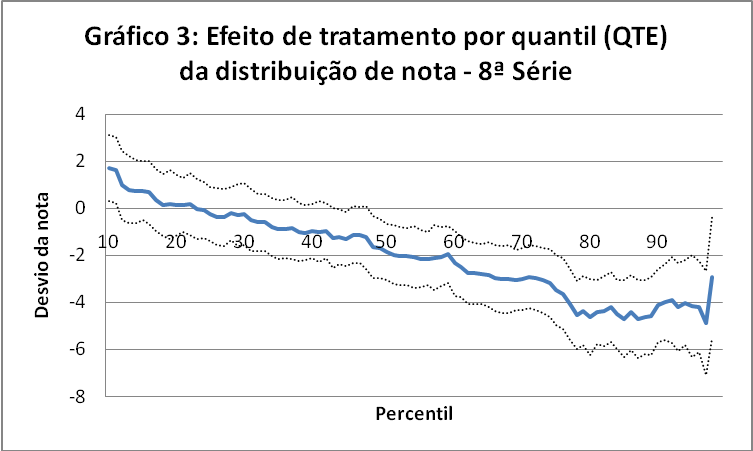 Gráfico 3: Efeito de tratamento por quantil (QTE)
da distribuição de nota - 8ª Série
4
2
0
-2
-4
-6
-8
10 20 30 40 50 60 70 80 90
Desvio da nota
Percentil